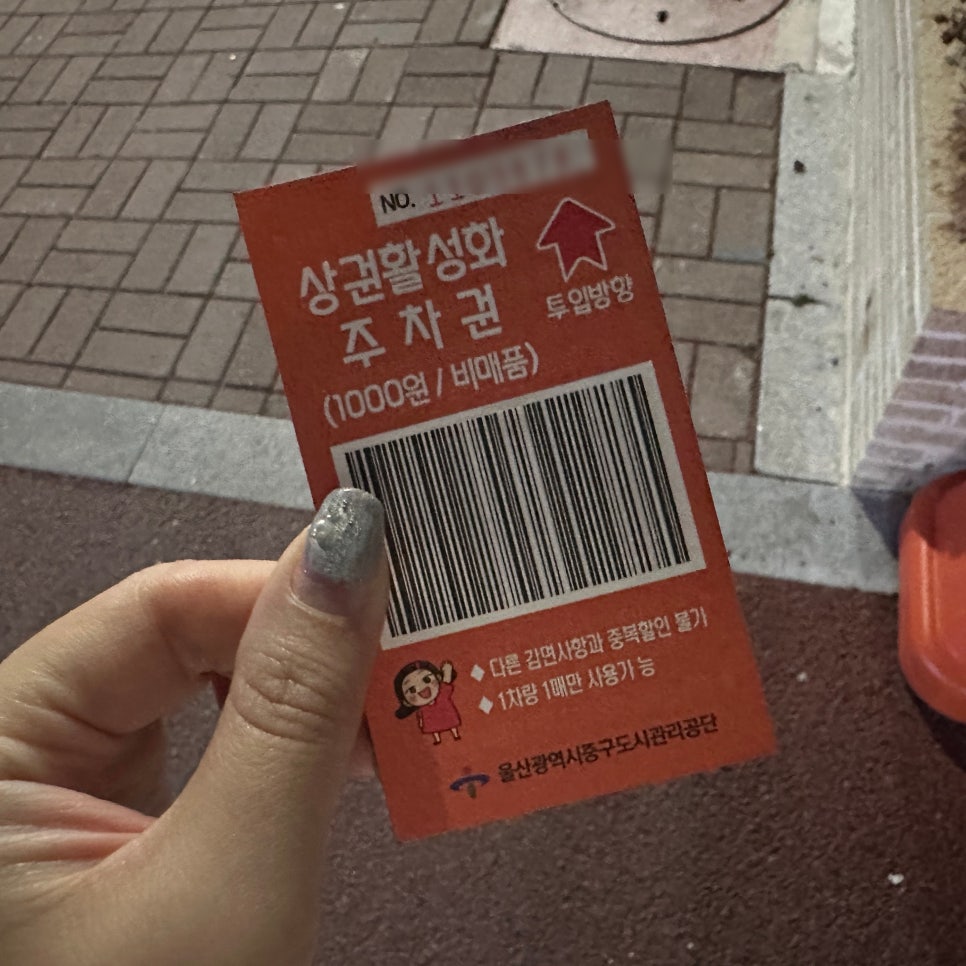 NO.
상권활성화
주차권
투입방향
(1000원 / 비매품)
◆ 다른 감면사항과 중복할인 불가
◆ 1차량 1매만 사용가능
울산광역시중구도시관리공단